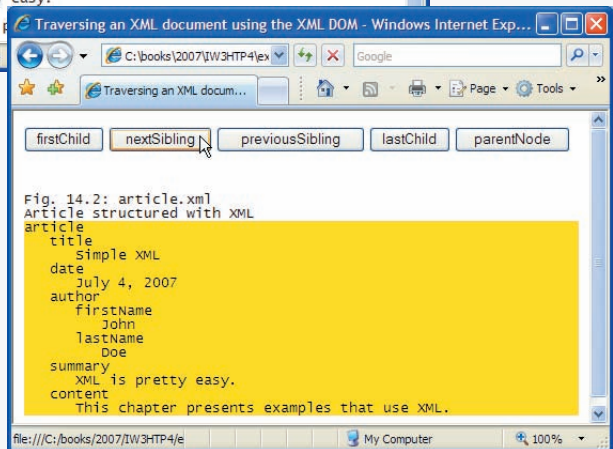 easy.
Traversing an XML document using the XML DOM - Windows Internet Exp...
C:\books\2007\IW3HTP4\ex
Google
Traversing an XML docum...
Page
Tools
»
firstChild nextSibling previousSibling lastChild parentNode
Fig. 14.2: article.xml
Article structured with XML
article
title
Simple XML
date
July 4, 2007
author
firstName
John
lastName
Doe
summary
XML is pretty easy.
content
This chapter presents examples that use XML.
file:///C:/books/2007/IW3HTP4/e
My Computer
100%